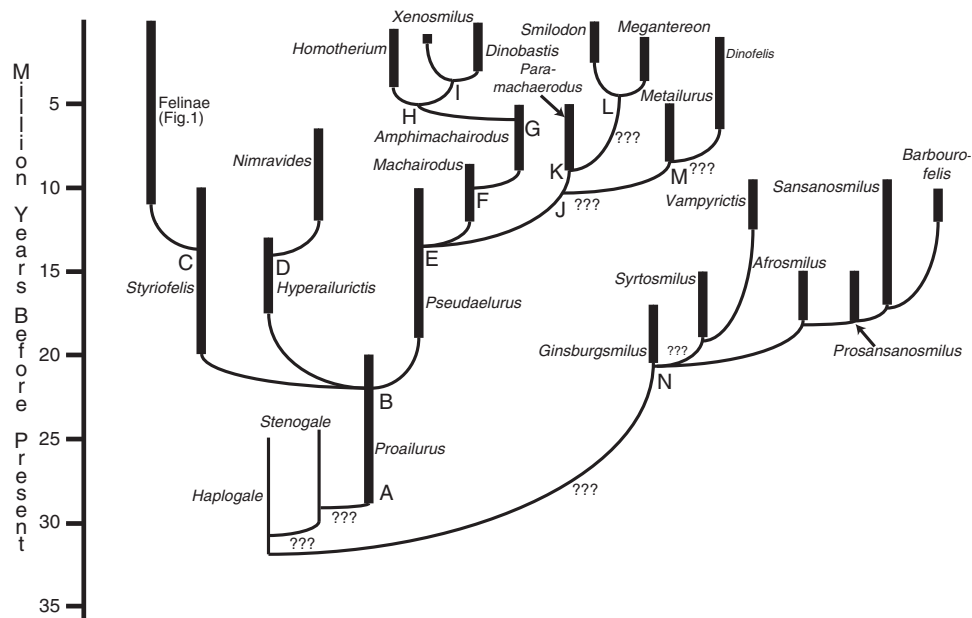 Xenosmilus
Smilodon
Megantereon
Homotherium
Dinobastis
Dinofelis
Para-
machaerodus
Metailurus
I
L
H
G
5
Felinae
(Fig.1)
Amphimachairodus
???
Barbouro-
felis
Nimravides
Machairodus
K
M
???
10
F
J
???
Vampyrictis
Sansanosmilus
C
D
E
15
Styriofelis
Hyperailurictis
Pseudaelurus
Syrtosmilus
Afrosmilus
20
Ginsburgsmilus
???
Prosansanosmilus
B
N
Stenogale
25
Proailurus
Haplogale
A
???
???
30
???
35
Million Years Before Present